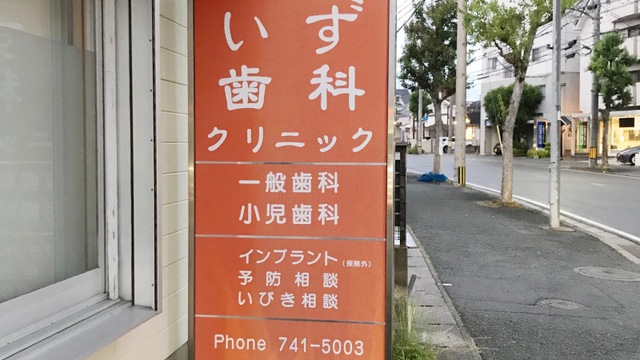 いず
歯科
クリニック
一般歯科
小児歯科
インプラント(保険外)
予防相談
いびき相談
Phone 741-5003